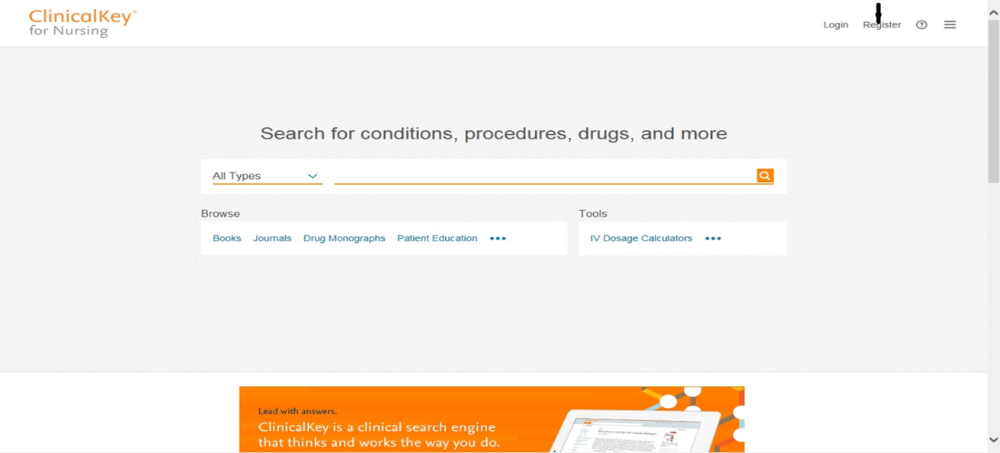 ClinicalKey®
for Nursing
Login Register
Search for conditions, procedures, drugs, and more
All Types
Browse
Books Journals Drug Monographs Patient Education •••
Tools
IV Dosage Calculators •••
Lead with answers.
ClinicalKey is a clinical search engine
that thinks and works the way you do.